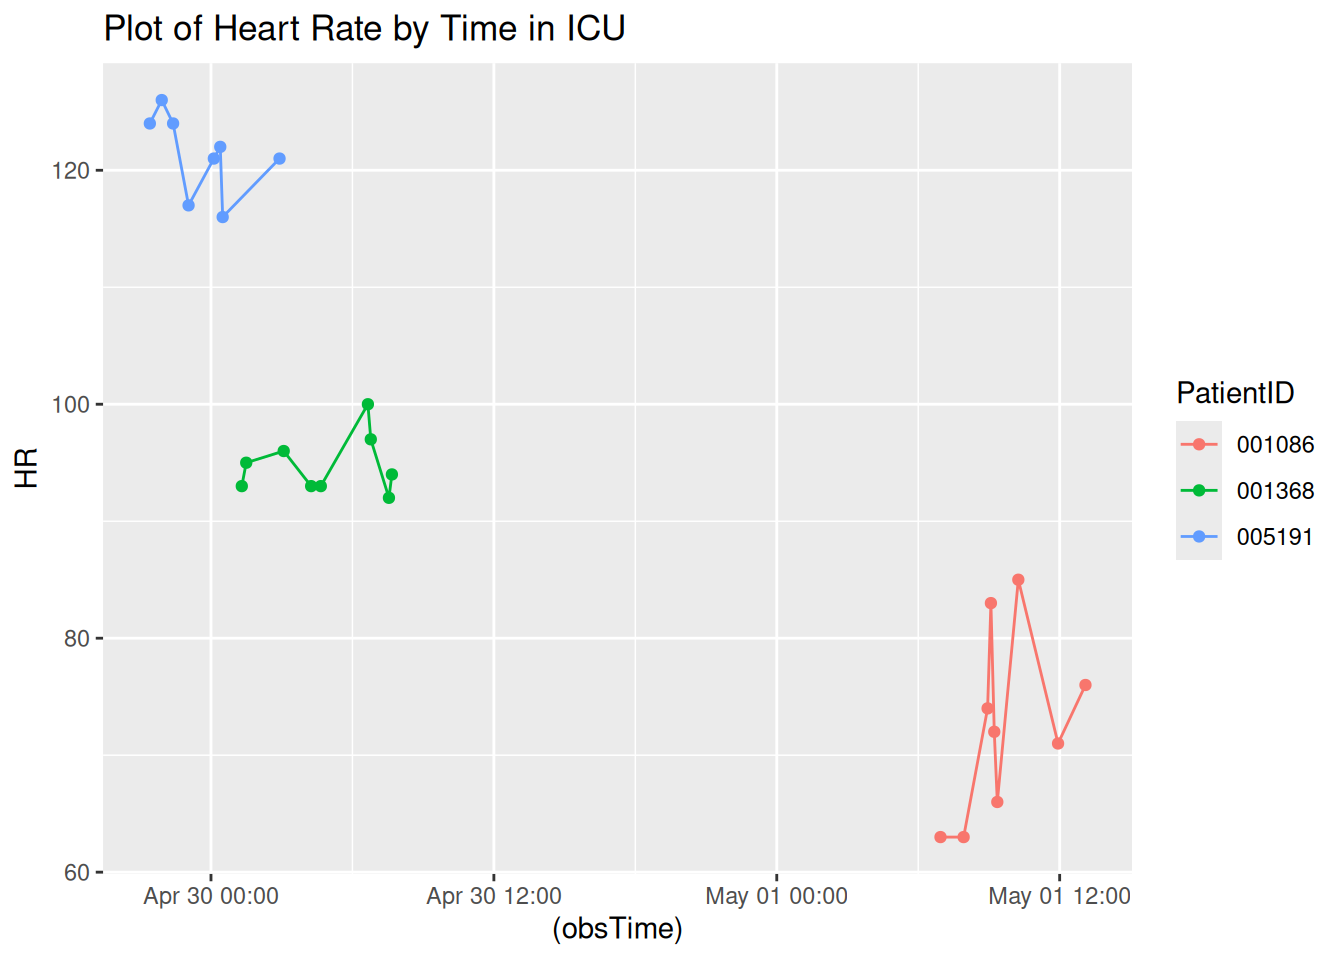 Plot of Heart Rate by Time in ICU
HR
120
100
80
60
Apr 30 00:00
Apr 30 12:00
May 01 00:00
May 01 12:00
(obsTime)
PatientID
001086
001368
005191